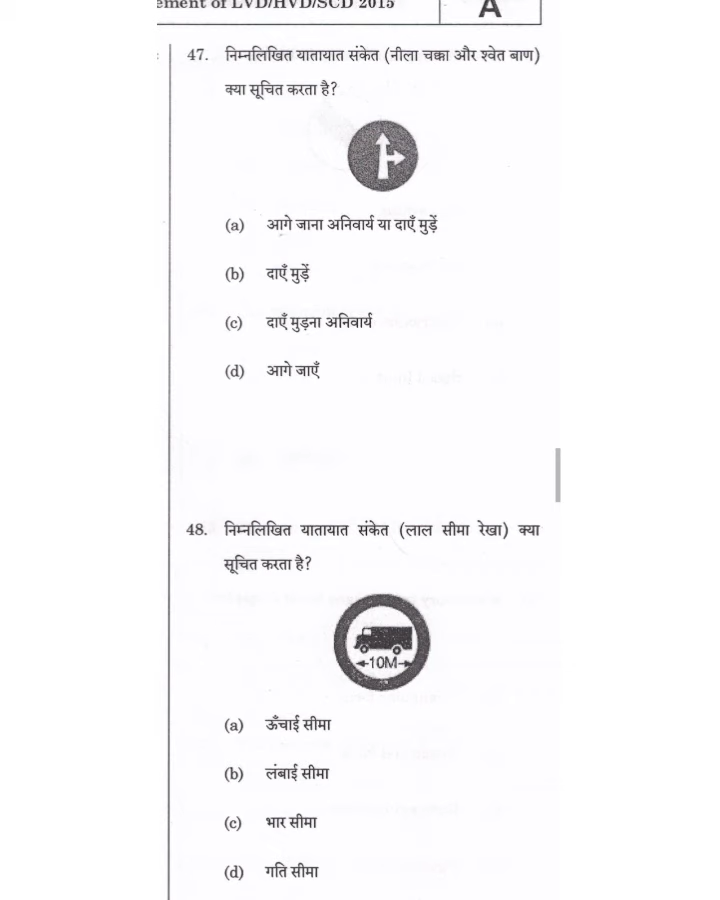 ement of LVD/HVD/SCD 2015
A
47. निम्नलिखित यातायात संकेत (नीला चक्का और श्वेत बाण)
क्या सूचित करता है?
(a) आगे जाना अनिवार्य या दाएँ मुड़ें
(b) दाएँ मुड़ें
(c) दाएँ मुड़ना अनिवार्य
(d) आगे जाएँ
48. निम्नलिखित यातायात संकेत (लाल सीमा रेखा) क्या
सूचित करता है?
10M
(a) ऊँचाई सीमा
(b) लंबाई सीमा
(c) भार सीमा
(d) गति सीमा